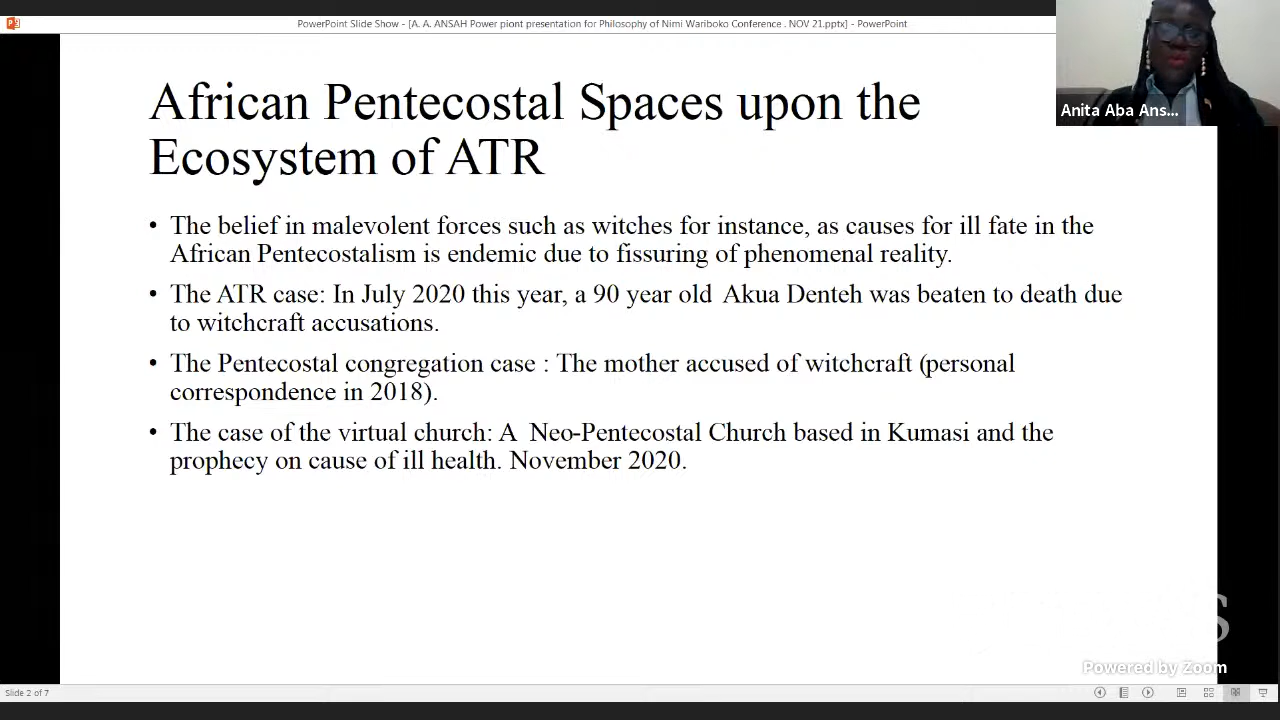 PowerPoint Slide Show - [A. A. ANSAH Power piont presentation for Philosophy of Nimi Wariboko Conference . NOV 21.pptx] - PowerPoint
Anita Aba Ans...
African Pentecostal Spaces upon the
Ecosystem of ATR
• The belief in malevolent forces such as witches for instance, as causes for ill fate in the
African Pentecostalism is endemic due to fissuring of phenomenal reality.
• The ATR case: In July 2020 this year, a 90 year old Akua Denteh was beaten to death due
to witchcraft accusations.
• The Pentecostal congregation case : The mother accused of witchcraft (personal
correspondence in 2018).
• The case of the virtual church: A Neo-Pentecostal Church based in Kumasi and the
prophecy on cause of ill health. November 2020.
Powered by Zoom
Slide 2 of 7